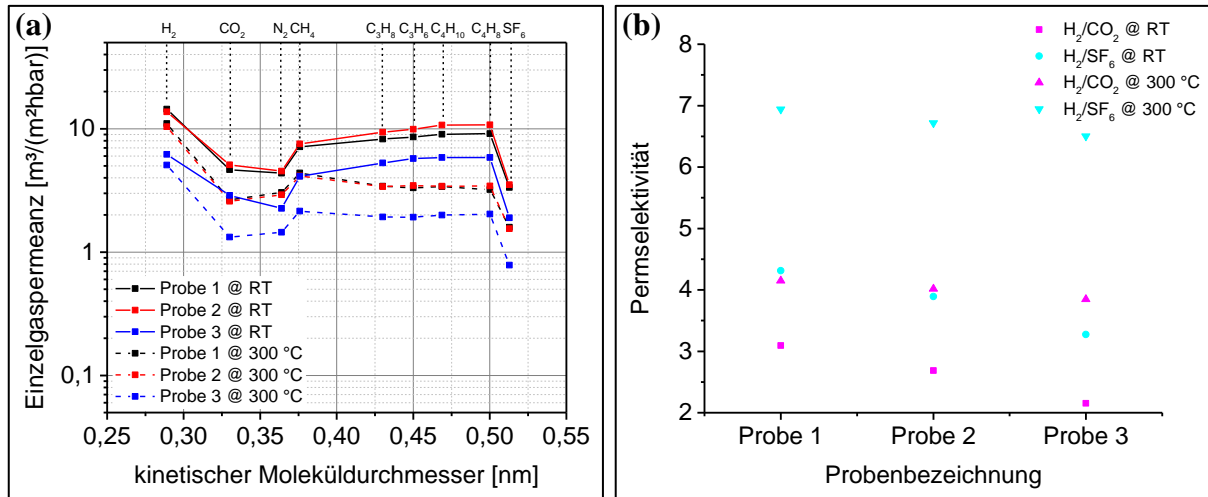 (a)
H₂ CO₂ N₂ CH₄ C₃H₈ C₃H₆ C₄H₁₀ C₄H₈ SF₆
Einzelgaspermeanz [m³/(m²hbar)]
10
1
0,1
Probe 1 @ RT
Probe 2 @ RT
Probe 3 @ RT
Probe 1 @ 300 °C
Probe 2 @ 300 °C
Probe 3 @ 300 °C
0,25 0,30 0,35 0,40 0,45 0,50 0,55
kinetischer Moleküldurchmesser [nm]
(b)
H₂/CO₂ @ RT
H₂/SF₆ @ RT
H₂/CO₂ @ 300 °C
H₂/SF₆ @ 300 °C
Permselektivität
8
7
6
5
4
3
2
Probe 1 Probe 2 Probe 3
Probenbezeichnung